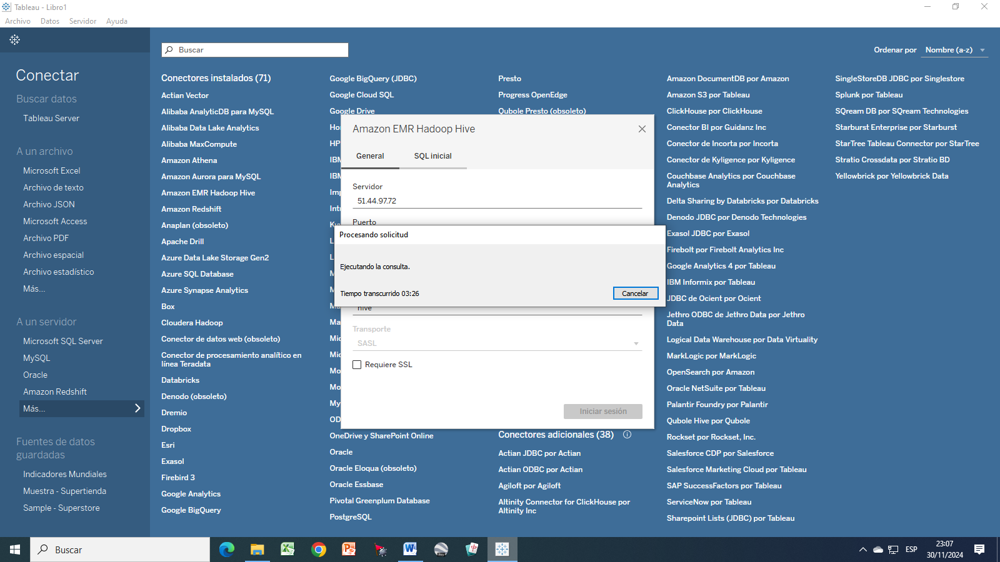 Tableau - Libro1
Archivo Datos Servidor Ayuda
Conectar
Buscar datos
Tableau Server
A un archivo
Microsoft Excel
Archivo de texto
Archivo JSON
Microsoft Access
Archivo PDF
Archivo espacial
Archivo estadístico
Más...
A un servidor
Microsoft SQL Server
MySQL
Oracle
Amazon Redshift
Más...
Fuentes de datos
guardadas
Indicadores Mundiales
Muestra - Supertienda
Sample - Superstore
Buscar
Ordenar por Nombre (a-z)
Conectores instalados (71)
Actian Vector
Alibaba AnalyticDB para MySQL
Alibaba Data Lake Analytics
Alibaba MaxCompute
Amazon Athena
Amazon Aurora para MySQL
Amazon EMR Hadoop Hive
Amazon Redshift
Anaplan (obsoleto)
Apache Drill
Azure Data Lake Storage Gen2
Azure SQL Database
Azure Synapse Analytics
Box
Cloudera Hadoop
Conector de datos web (obsoleto)
Conector de procesamiento analítico en
línea Teradata
Databricks
Denodo (obsoleto)
Dremio
Dropbox
Esri
Exasol
Firebird 3
Google Analytics
Google BigQuery
Google BigQuery (JDBC)
Google Cloud SQL
Google Drive
OneDrive y SharePoint Online
Oracle
Oracle Eloqua (obsoleto)
Oracle Essbase
Pivotal Greenplum Database
PostgreSQL
Presto
Progress OpenEdge
Qubole Presto (obsoleto)
Amazon EMR Hadoop Hive
General SQL inicial
Servidor
51.44.97.72
Puerto
Procesando solicitud
Ejecutando la consulta.
Tiempo transcurrido 03:26
Cancelar
hive
Transporte
SASL
Requiere SSL
Iniciar sesión
Conectores adicionales (38)
Actian JDBC por Actian
Actian ODBC por Actian
Agiloft por Agiloft
Altinity Connector for ClickHouse por
Altinity Inc
Amazon DocumentDB por Amazon
Amazon S3 por Tableau
ClickHouse por ClickHouse
Conector BI por Guidanz Inc
Conector de Incorta por Incorta
Conector de Kyligence por Kyligence
Couchbase Analytics por Couchbase
Analytics
Delta Sharing by Databricks por Databricks
Denodo JDBC por Denodo Technologies
Exasol JDBC por Exasol
Firebolt por Firebolt Analytics Inc
Google Analytics 4 por Tableau
IBM Informix por Tableau
JDBC de Ocient por Ocient
Jethro ODBC de Jethro Data por Jethro
Data
Logical Data Warehouse por Data Virtuality
MarkLogic por MarkLogic
OpenSearch por Amazon
Oracle NetSuite por Tableau
Palantir Foundry por Palantir
Qubole Hive por Qubole
Rockset por Rockset, Inc.
Salesforce CDP por Salesforce
Salesforce Marketing Cloud por Tableau
SAP SuccessFactors por Tableau
ServiceNow por Tableau
Sharepoint Lists (JDBC) por Tableau
SingleStoreDB JDBC por Singlestore
Splunk por Tableau
SQream DB por SQream Technologies
Starburst Enterprise por Starburst
StarTree Tableau Connector por StarTree
Stratio Crossdata por Stratio BD
Yellowbrick por Yellowbrick Data
Buscar
ESP
23:07
30/11/2024